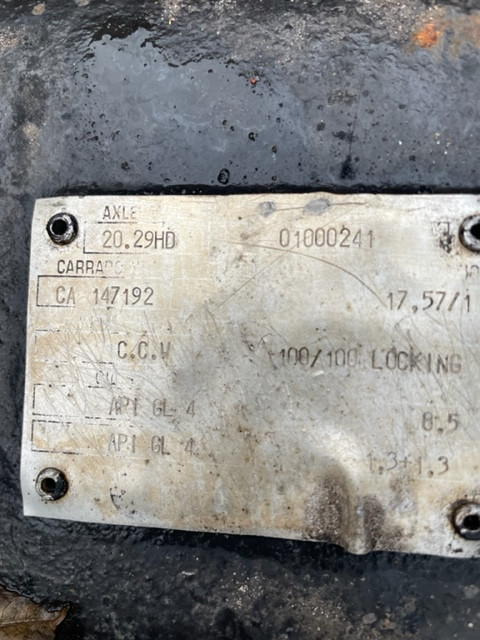 AXLE
20.29HD 01000241
CARRARO
CA 147192 17,57/1
C.C.W 100/100 LOCKING
API GL 4 8.5
API GL 4 1.3+1.3